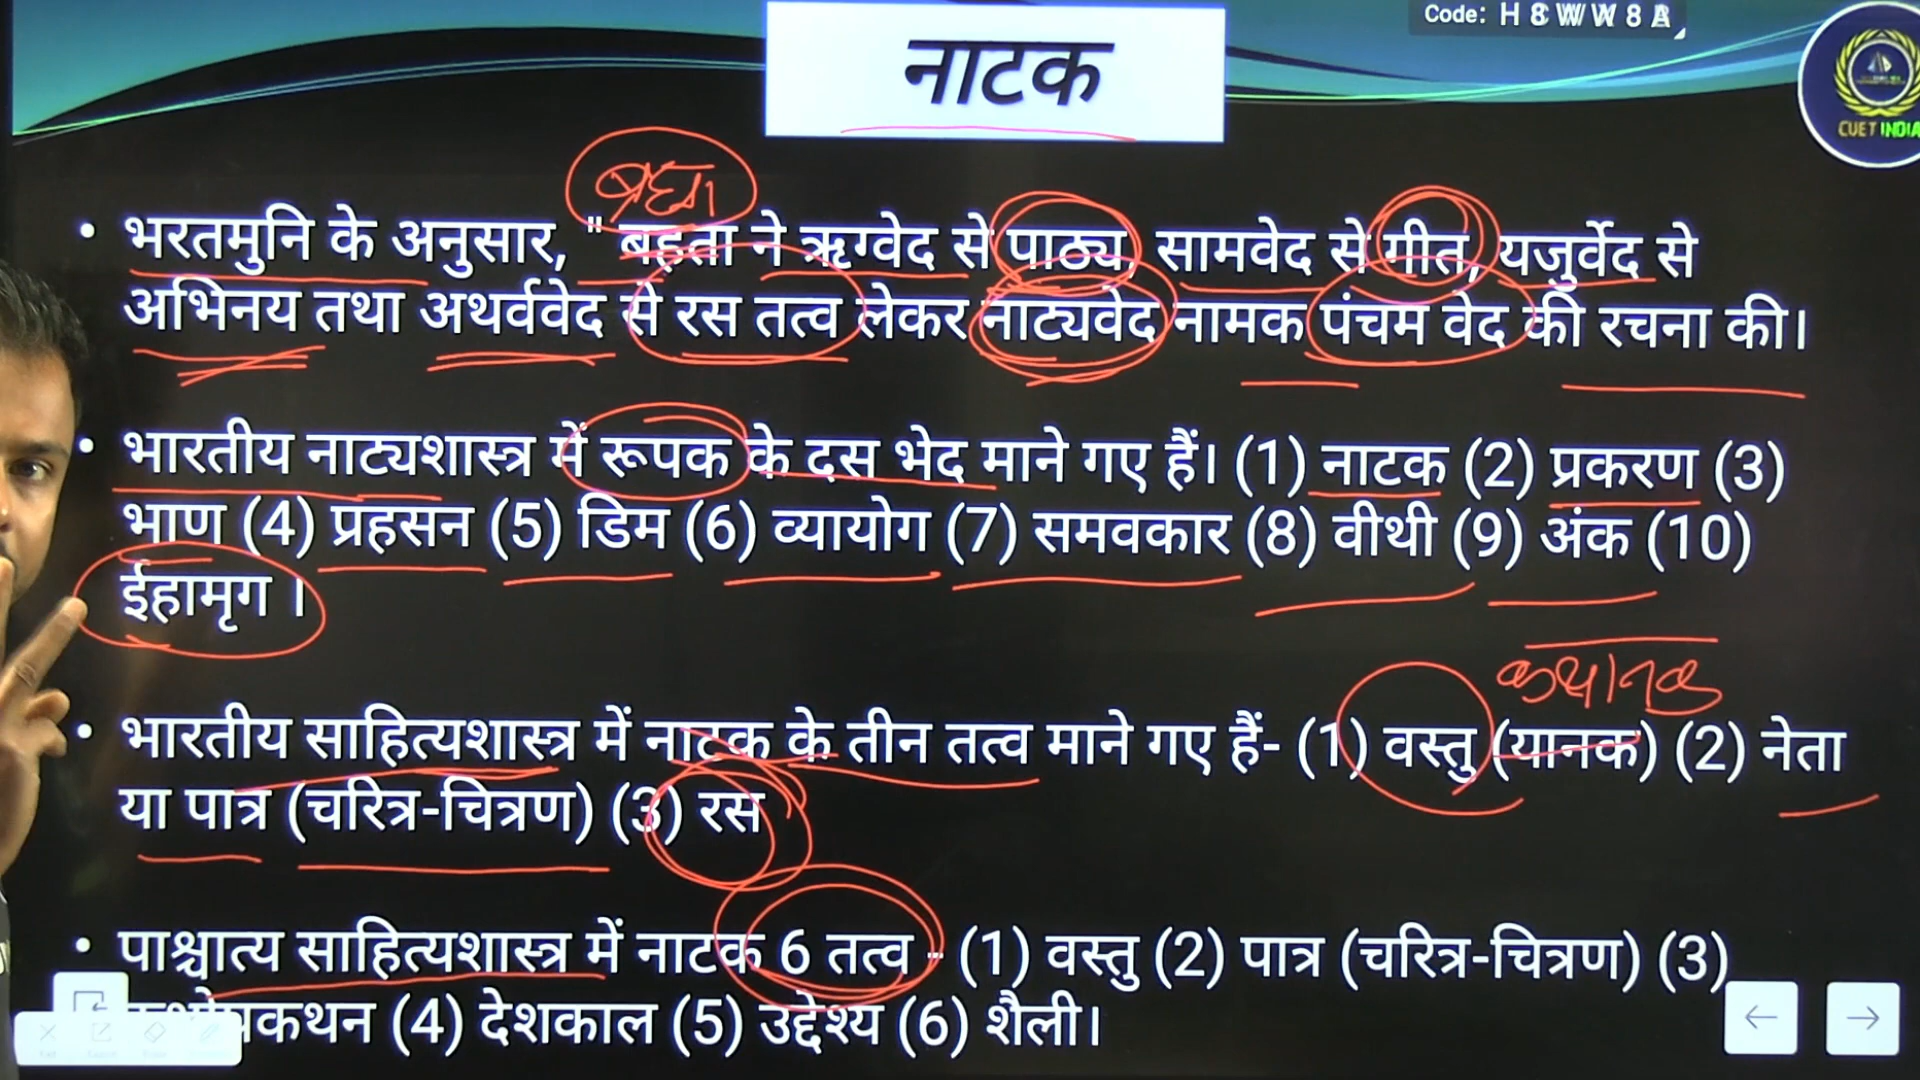 Code: H 8 W W 8 A
नाटक
CUET INDIA
ब्रह्मा
• भरतमुनि के अनुसार, " बहता ने ऋग्वेद से पाठ्य, सामवेद से गीत, यजुर्वेद से
अभिनय तथा अथर्ववेद से रस तत्व लेकर नाट्यवेद नामक पंचम वेद की रचना की।
• भारतीय नाट्यशास्त्र में रूपक के दस भेद माने गए हैं। (1) नाटक (2) प्रकरण (3)
भाण (4) प्रहसन (5) डिम (6) व्यायोग (7) समवकार (8) वीथी (9) अंक (10)
ईहामृग ।
कथानक
• भारतीय साहित्यशास्त्र में नाटक के तीन तत्व माने गए हैं- (1) वस्तु (यानक) (2) नेता
या पात्र (चरित्र-चित्रण) (3) रस
• पाश्चात्य साहित्यशास्त्र में नाटक 6 तत्व - (1) वस्तु (2) पात्र (चरित्र-चित्रण) (3)
कथन (4) देशकाल (5) उद्देश्य (6) शैली।